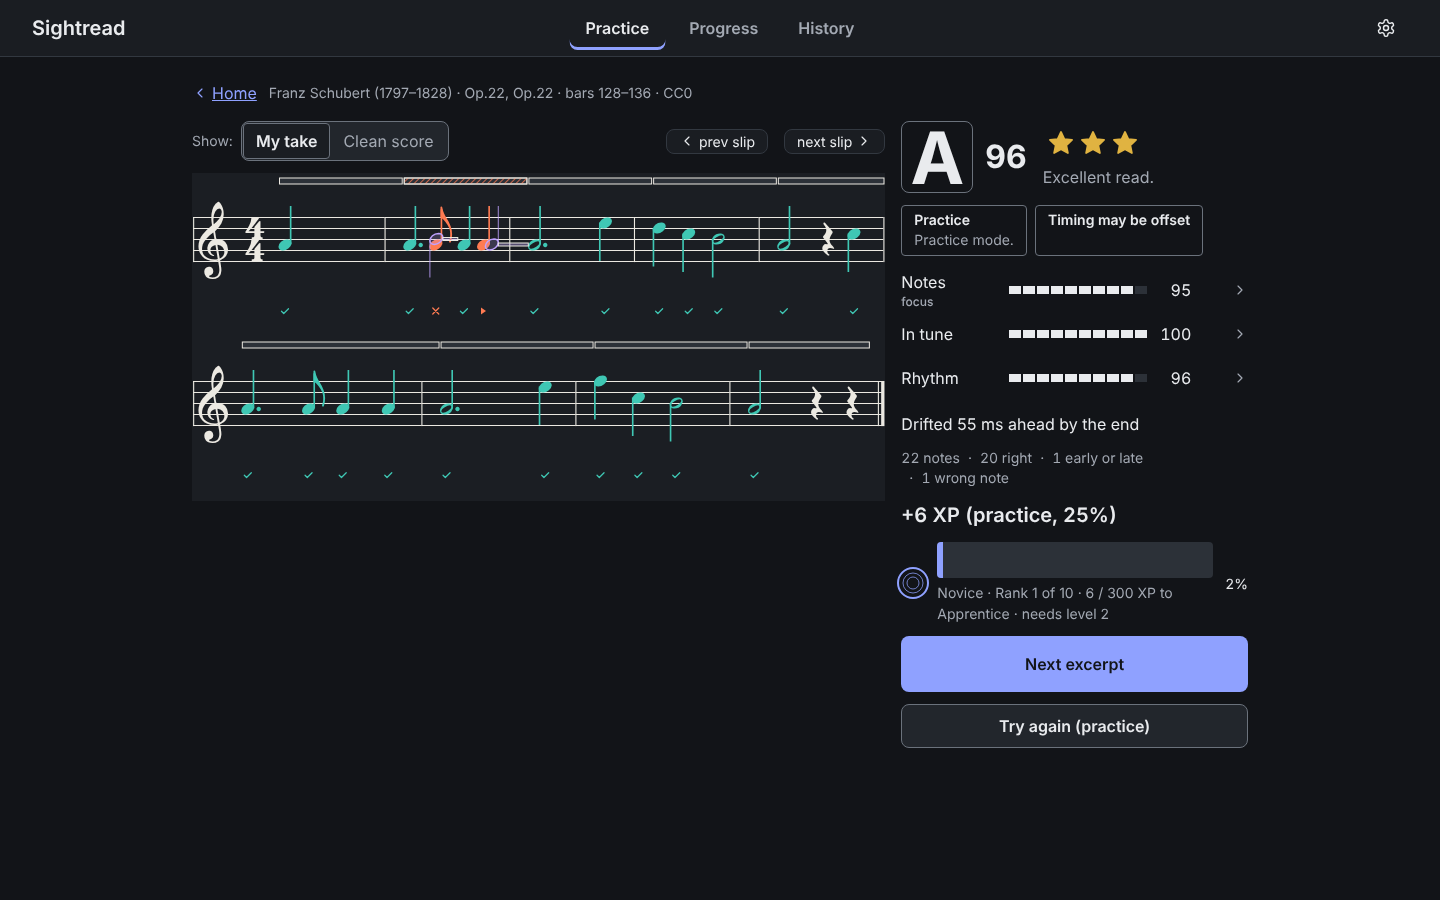 Sightread
Practice
Progress
History
Home
Franz Schubert (1797–1828) · Op.22, Op.22 · bars 128–136 · CC0
Show:
My take
Clean score
prev slip
next slip
A
96
Excellent read.
Practice
Practice mode.
Timing may be offset
Notes
focus
95
In tune
100
Rhythm
96
Drifted 55 ms ahead by the end
22 notes · 20 right · 1 early or late
· 1 wrong note
+6 XP (practice, 25%)
Novice · Rank 1 of 10 · 6 / 300 XP to
Apprentice · needs level 2
2%
Next excerpt
Try again (practice)
4
4